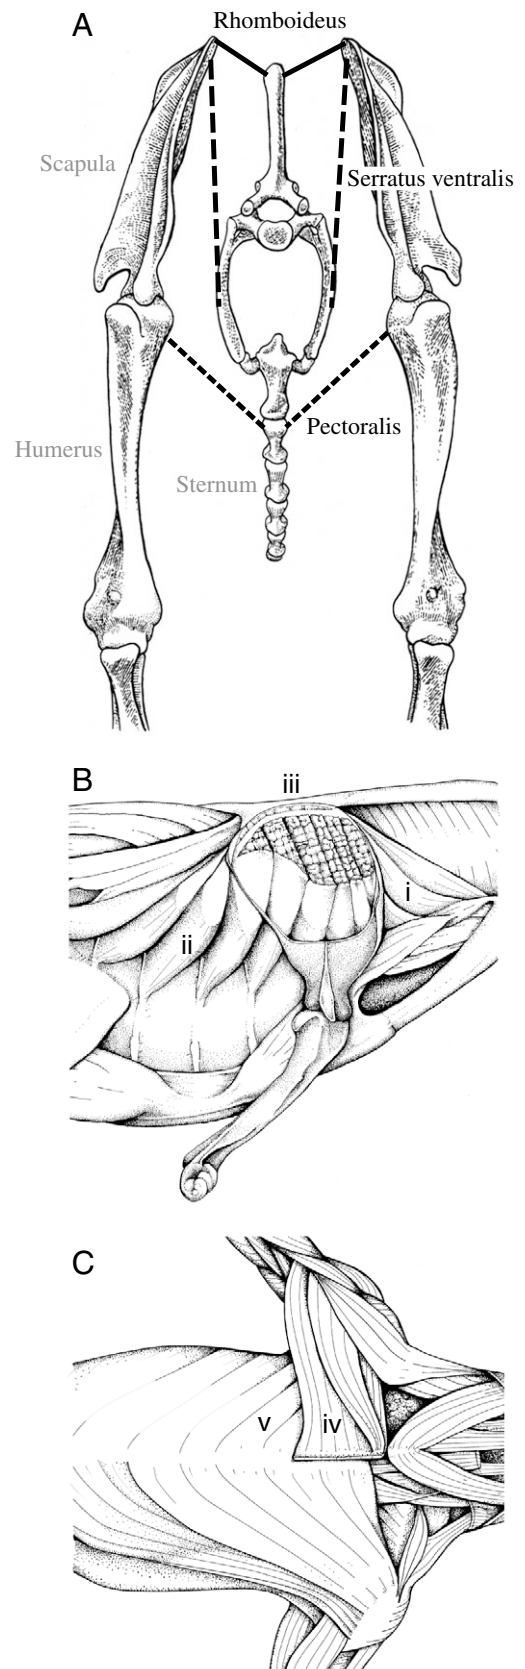 A
Rhomboideus
Scapula
Serratus ventralis
Pectoralis
Humerus
Sternum
B
iii
i
ii
C
v
iv